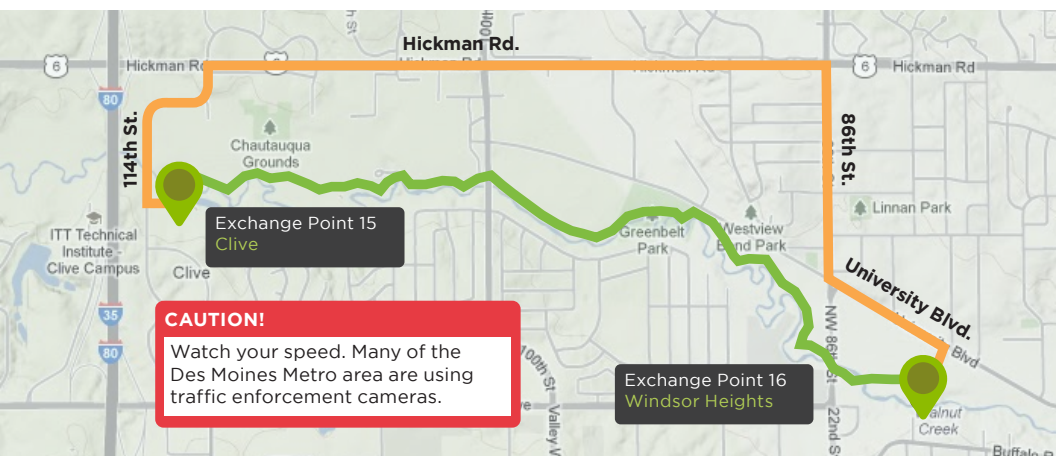 Hickman Rd.
6
Hickman Rd
6
Hickman Rd
80
114th St.
86th St.
Chautauqua
Grounds
Exchange Point 15
Clive
ITT Technical
Institute -
Clive Campus
Clive
Greenbelt
Park
Westview
Park
Linnan Park
University Blvd.
Blvd
35
80
CAUTION!
Watch your speed. Many of the
Des Moines Metro area are using
traffic enforcement cameras.
100th St
Valley
NW 86th St
22nd S
Exchange Point 16
Windsor Heights
Creek
Buffalo